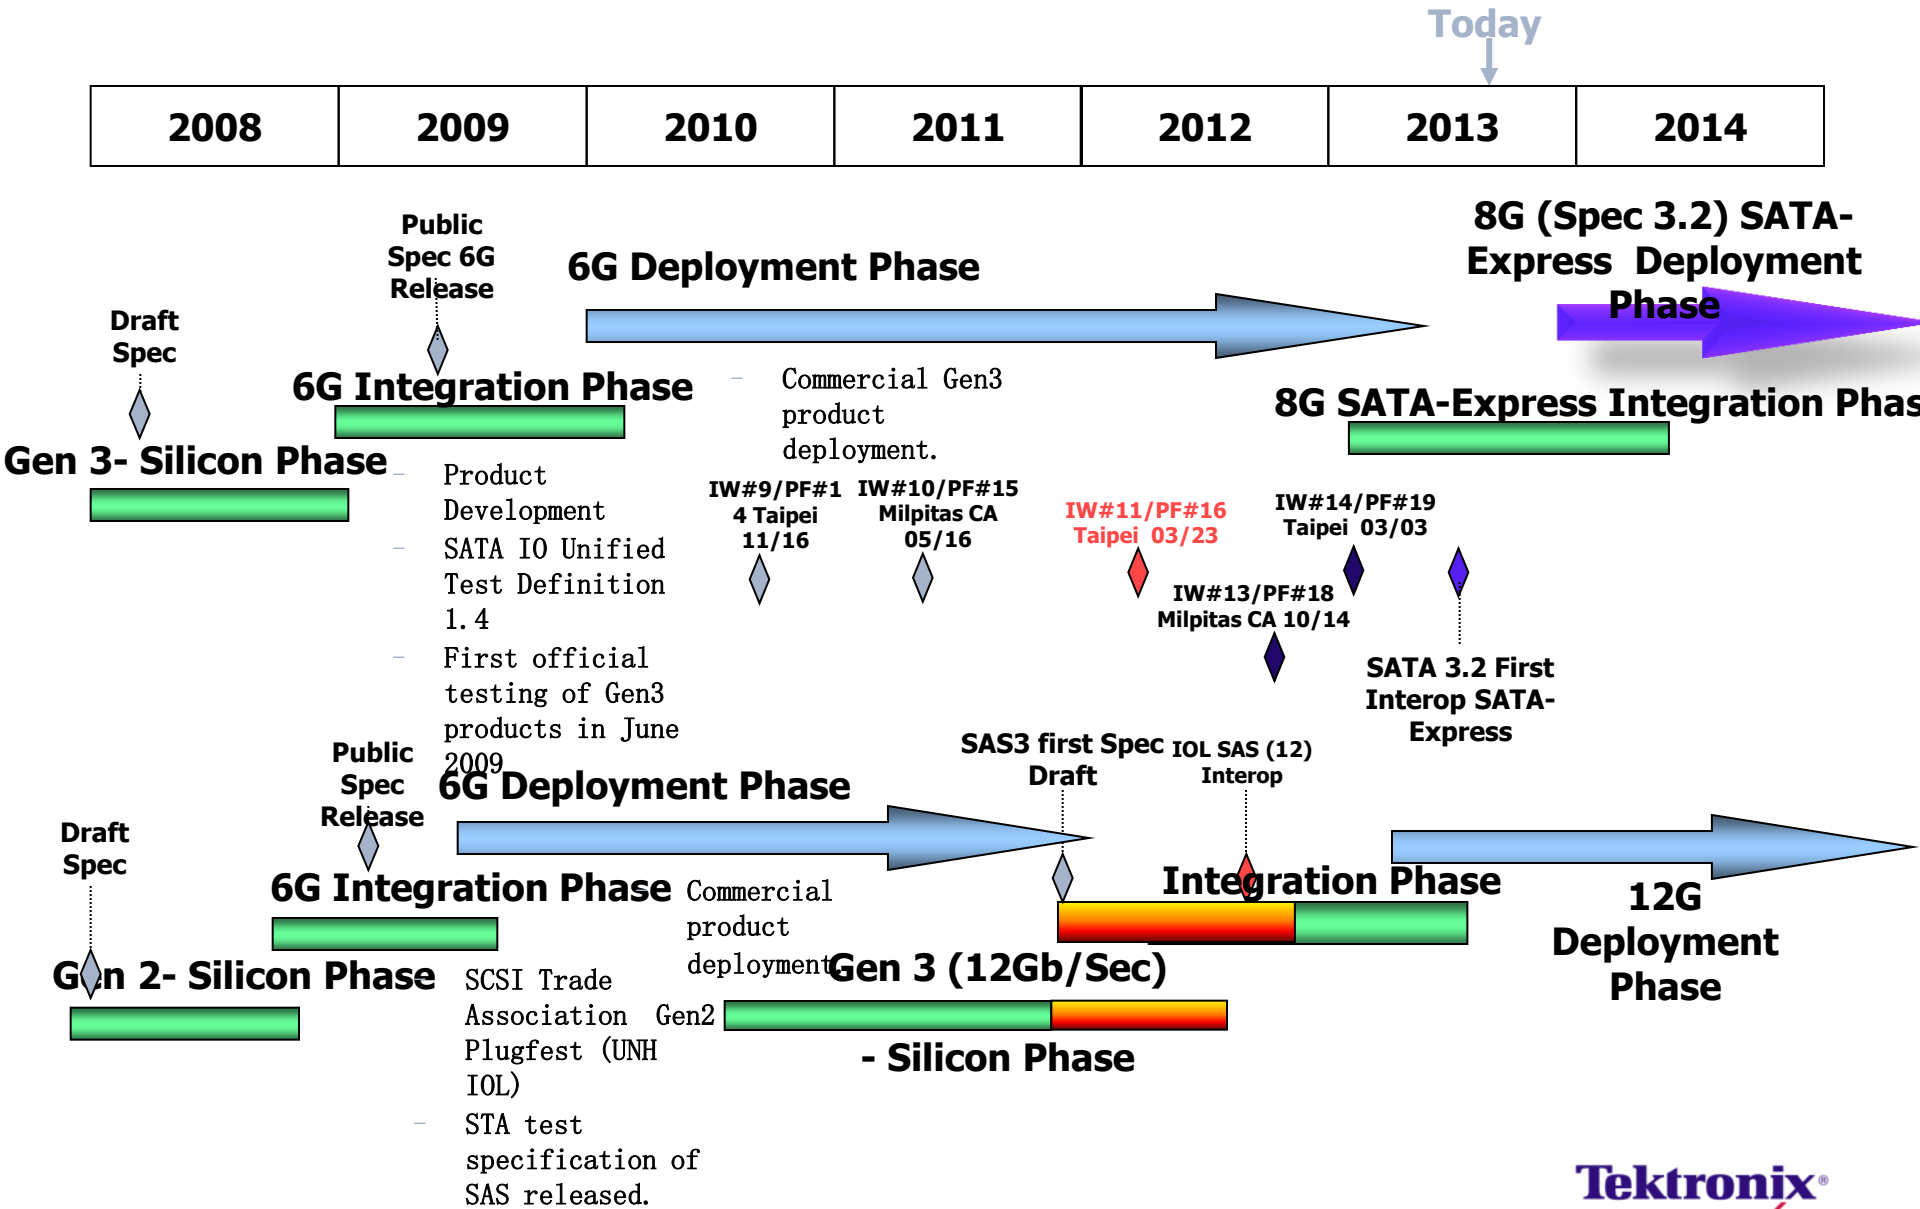 Today
2008
2009
2010
2011
2012
2013
2014
Public
Spec 6G
Release
6G Deployment Phase
8G (Spec 3.2) SATA-
Express Deployment
Phase
Draft
Spec
6G Integration Phase
– Commercial Gen3
product
deployment.
8G SATA-Express Integration Phas
Gen 3- Silicon Phase
– Product
Development
– SATA IO Unified
Test Definition
1.4
– First official
testing of Gen3
products in June
2009
IW#9/PF#1
4 Taipei
11/16
IW#10/PF#15
Milpitas CA
05/16
IW#11/PF#16
Taipei 03/23
IW#14/PF#19
Taipei 03/03
IW#13/PF#18
Milpitas CA 10/14
SATA 3.2 First
Interop SATA-
Express
Public
Spec
Release
6G Deployment Phase
SAS3 first Spec
Draft
IOL SAS (12)
Interop
Draft
Spec
6G Integration Phase
Commercial
product
deployment.
Integration Phase
12G
Deployment
Phase
Gen 2- Silicon Phase
SCSI Trade
Association Gen2
Plugfest (UNH
IOL)
– STA test
specification of
SAS released.
Gen 3 (12Gb/Sec)
- Silicon Phase
Tektronix®